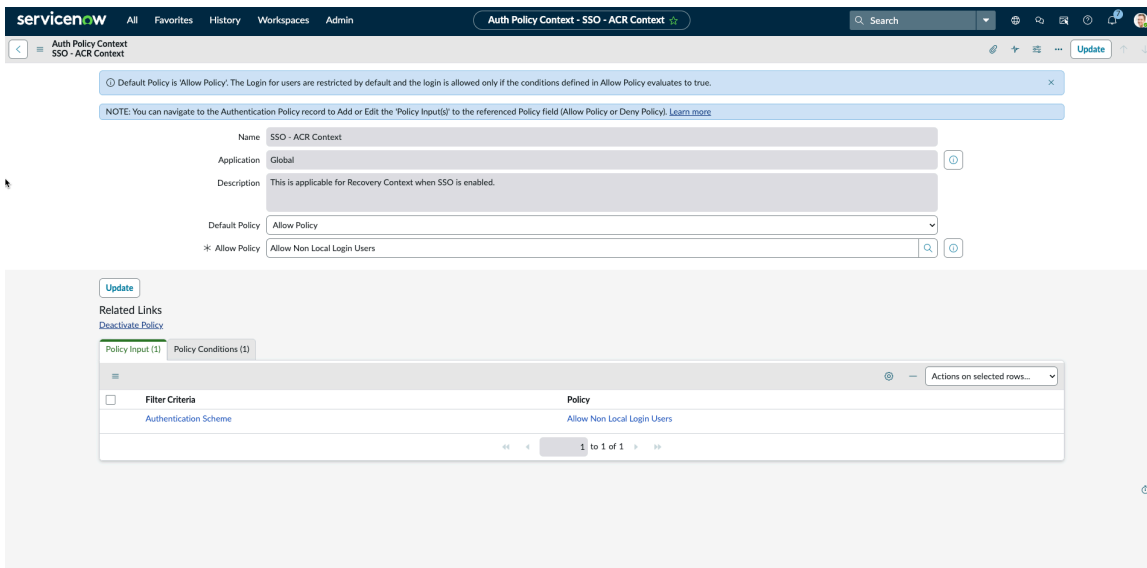 servicenow All Favorites History Workspaces Admin Auth Policy Context - SSO - ACR Context ☆ Search
Auth Policy Context
SSO - ACR Context
Update
Default Policy is 'Allow Policy'. The Login for users are restricted by default and the login is allowed only if the conditions defined in Allow Policy evaluates to true.
NOTE: You can navigate to the Authentication Policy record to Add or Edit the 'Policy Input(s)' to the referenced Policy field (Allow Policy or Deny Policy). Learn more
Name SSO - ACR Context
Application Global
Description This is applicable for Recovery Context when SSO is enabled.
Default Policy Allow Policy
Allow Policy Allow Non Local Login Users
Update
Related Links
Deactivate Policy
Policy Input (1) Policy Conditions (1)
Actions on selected rows...
Filter Criteria Policy
Authentication Scheme Allow Non Local Login Users
1 to 1 of 1